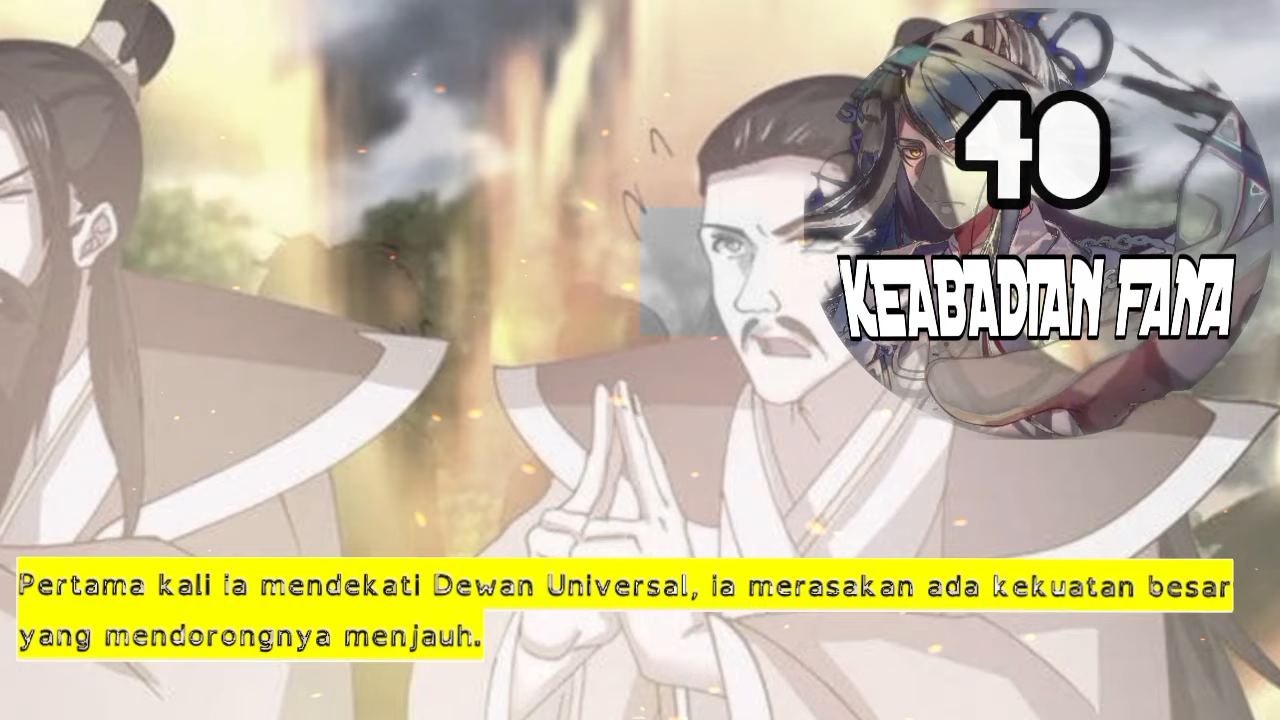 40
KEABADIAN FANA
Pertama kali ia mendekati Dewan Universal, ia merasakan ada kekuatan besar
yang mendorongnya menjauh.